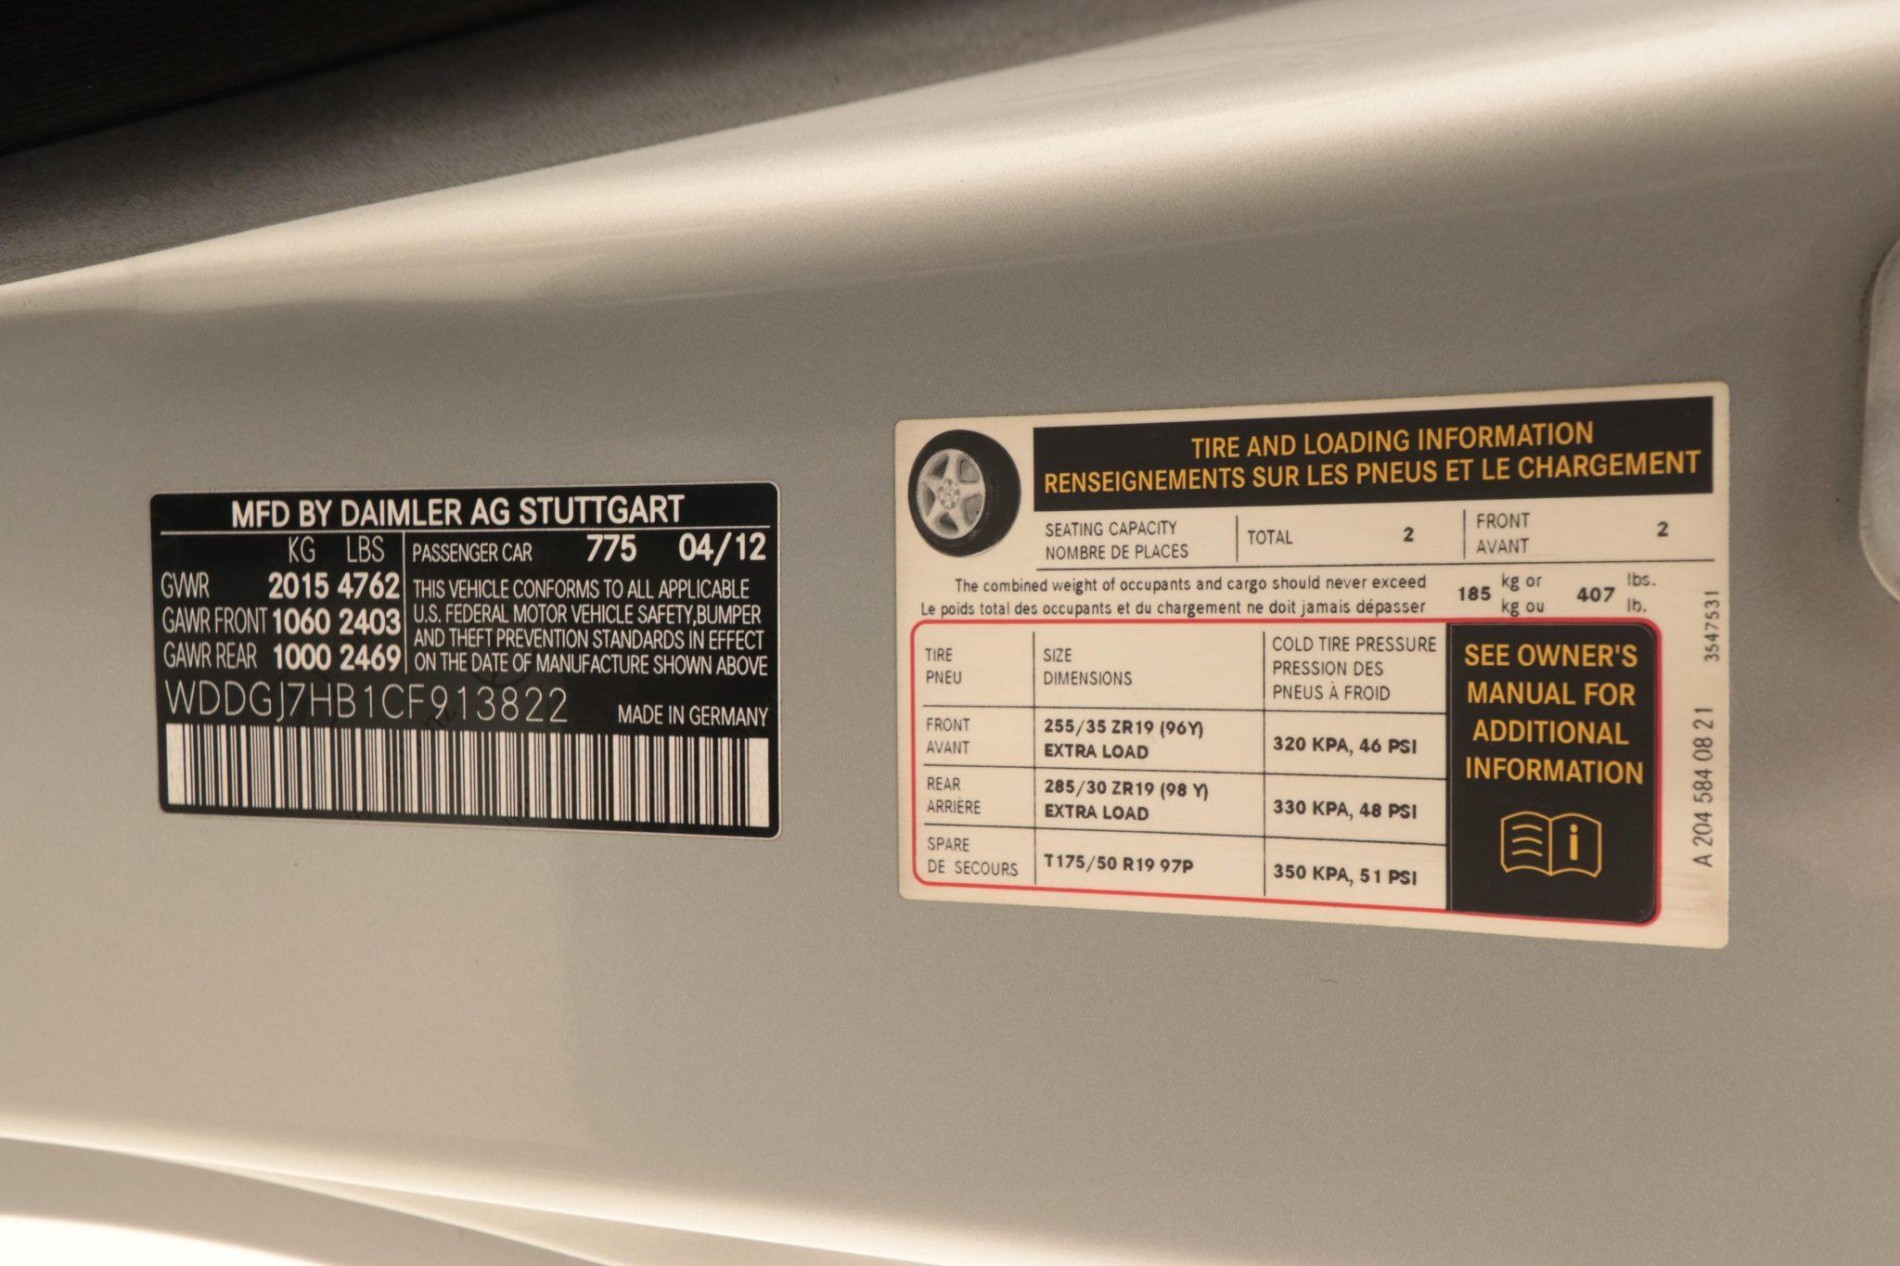 MFD BY DAIMLER AG STUTTGART
KG LBS PASSENGER CAR 775 04/12
GVWR 2015 4762
GAWR FRONT 1060 2403
GAWR REAR 1000 2469
THIS VEHICLE CONFORMS TO ALL APPLICABLE
U.S. FEDERAL MOTOR VEHICLE SAFETY,BUMPER
AND THEFT PREVENTION STANDARDS IN EFFECT
ON THE DATE OF MANUFACTURE SHOWN ABOVE
WDDGJ7HB1CF913822 MADE IN GERMANY
TIRE AND LOADING INFORMATION
RENSEIGNEMENTS SUR LES PNEUS ET LE CHARGEMENT
SEATING CAPACITY
NOMBRE DE PLACES
TOTAL 2
FRONT
AVANT
2
The combined weight of occupants and cargo should never exceed
Le poids total des occupants et du chargement ne doit jamais dépasser
185 kg or
kg ou
407 lbs.
lb.
TIRE
PNEU
SIZE
DIMENSIONS
COLD TIRE PRESSURE
PRESSION DES
PNEUS À FROID
FRONT
AVANT
255/35 ZR19 (96Y)
EXTRA LOAD
320 KPA, 46 PSI
REAR
ARRIÈRE
285/30 ZR19 (98 Y)
EXTRA LOAD
330 KPA, 48 PSI
SPARE
DE SECOURS
T175/50 R19 97P
350 KPA, 51 PSI
SEE OWNER'S
MANUAL FOR
ADDITIONAL
INFORMATION
3547531
A 204 584 08 21